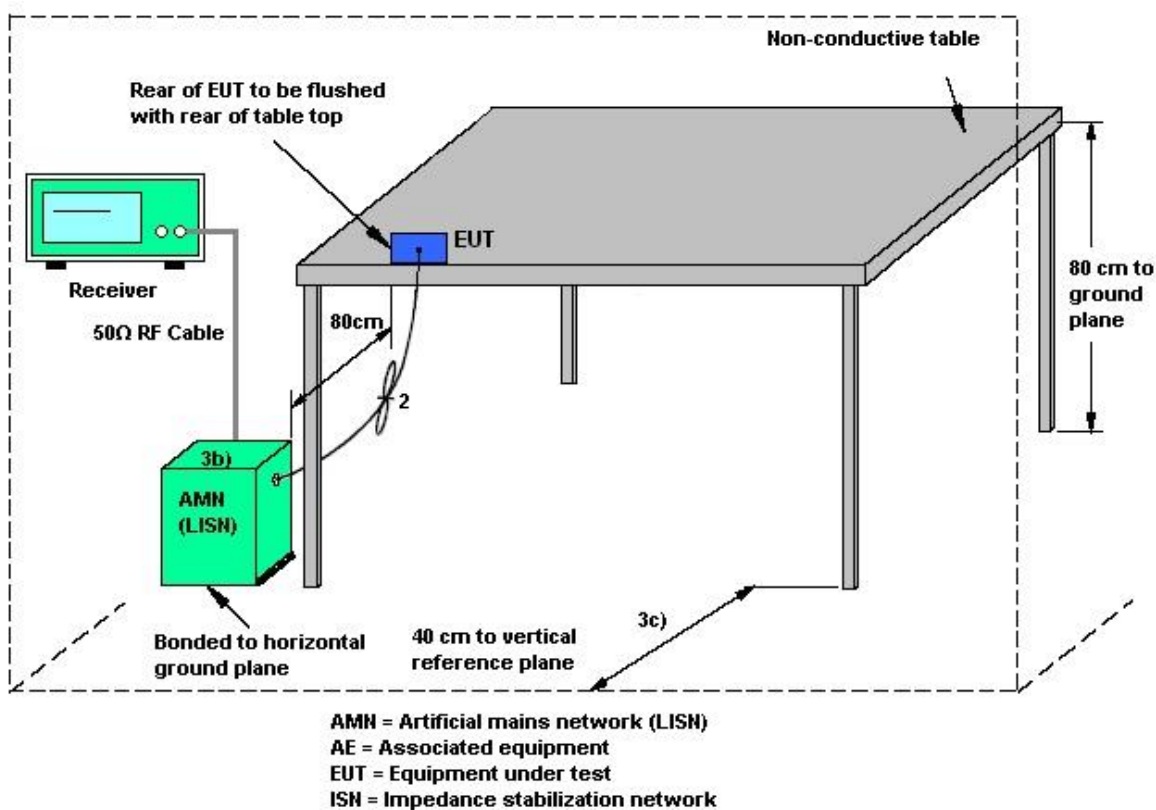 Non-conductive table
Rear of EUT to be flushed
with rear of table top
EUT
Receiver
80 cm to
ground
plane
80cm
50Ω RF Cable
2
3b)
AMN
(LISN)
3c)
Bonded to horizontal
ground plane
40 cm to vertical
reference plane
AMN = Artificial mains network (LISN)
AE = Associated equipment
EUT = Equipment under test
ISN = Impedance stabilization network